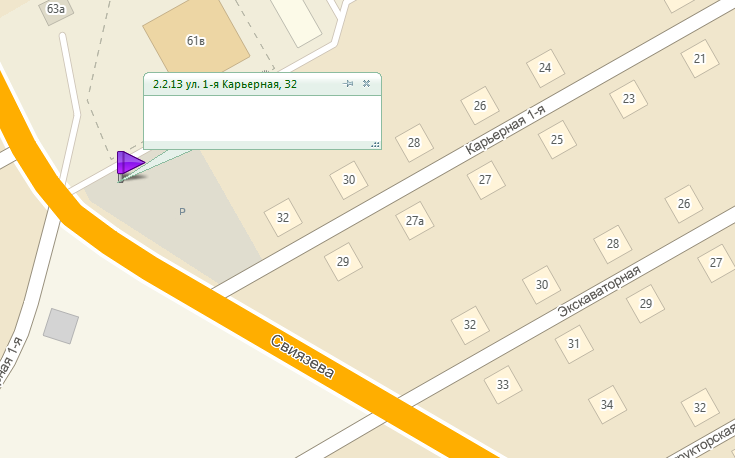 63а
61в
2.2.13 ул. 1-я Карьерная, 32
24
21
26
23
28
Карьерная 1-я
25
30
27
P
32
27а
26
29
28
27
30
Экскаваторная
29
32
31
Свиязева
33
34
32
ная 1-я
рукторская